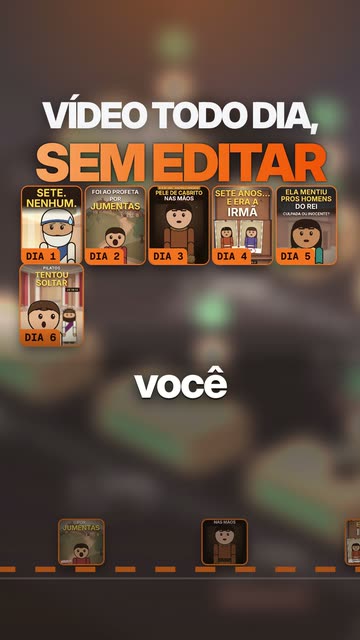 VÍDEO TODO DIA,
SEM EDITAR
SETE.
NENHUM.
DIA 1
FOI AO PROFETA
POR
JUMENTAS
DIA 2
PELE DE CABRITO
NAS MÃOS
DIA 3
SETE ANOS...
E ERA A
IRMÃ
DIA 4
ELA MENTIU
PROS HOMENS
DO REI
CULPADA OU INOCENTE?
DIA 5
PILATOS
TENTOU
SOLTAR
DIA 6
você
JUMENTAS
NAS MÃOS